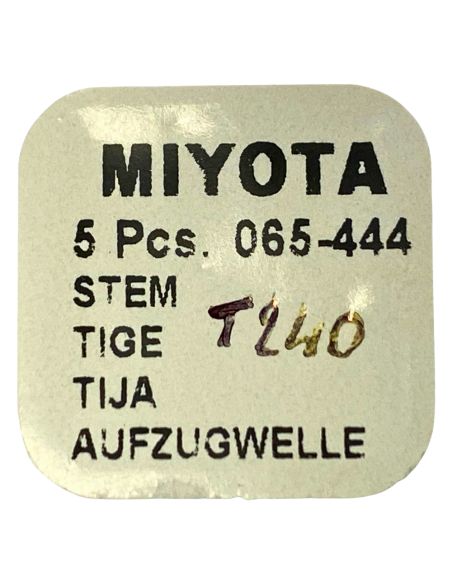 MIYOTA
5 Pcs. 065-444
STEM
TIGE T240
TIJA
AUFZUGWELLE